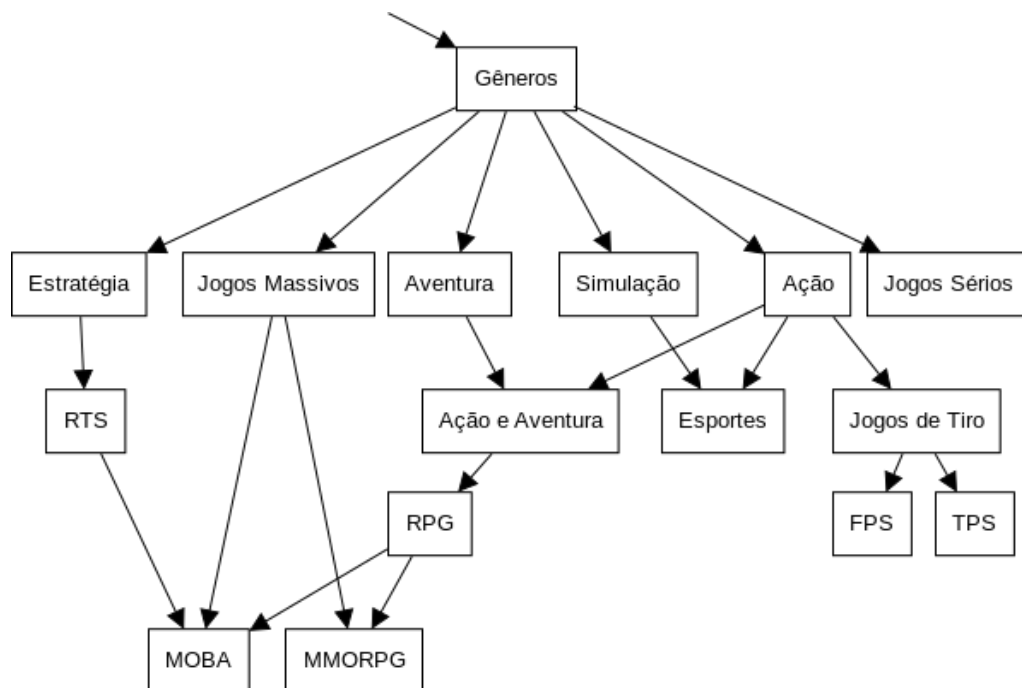 Gêneros
Estratégia
Jogos Massivos
Aventura
Simulação
Ação
Jogos Sérios
RTS
Ação e Aventura
Esportes
Jogos de Tiro
RPG
FPS
TPS
MOBA
MMORPG